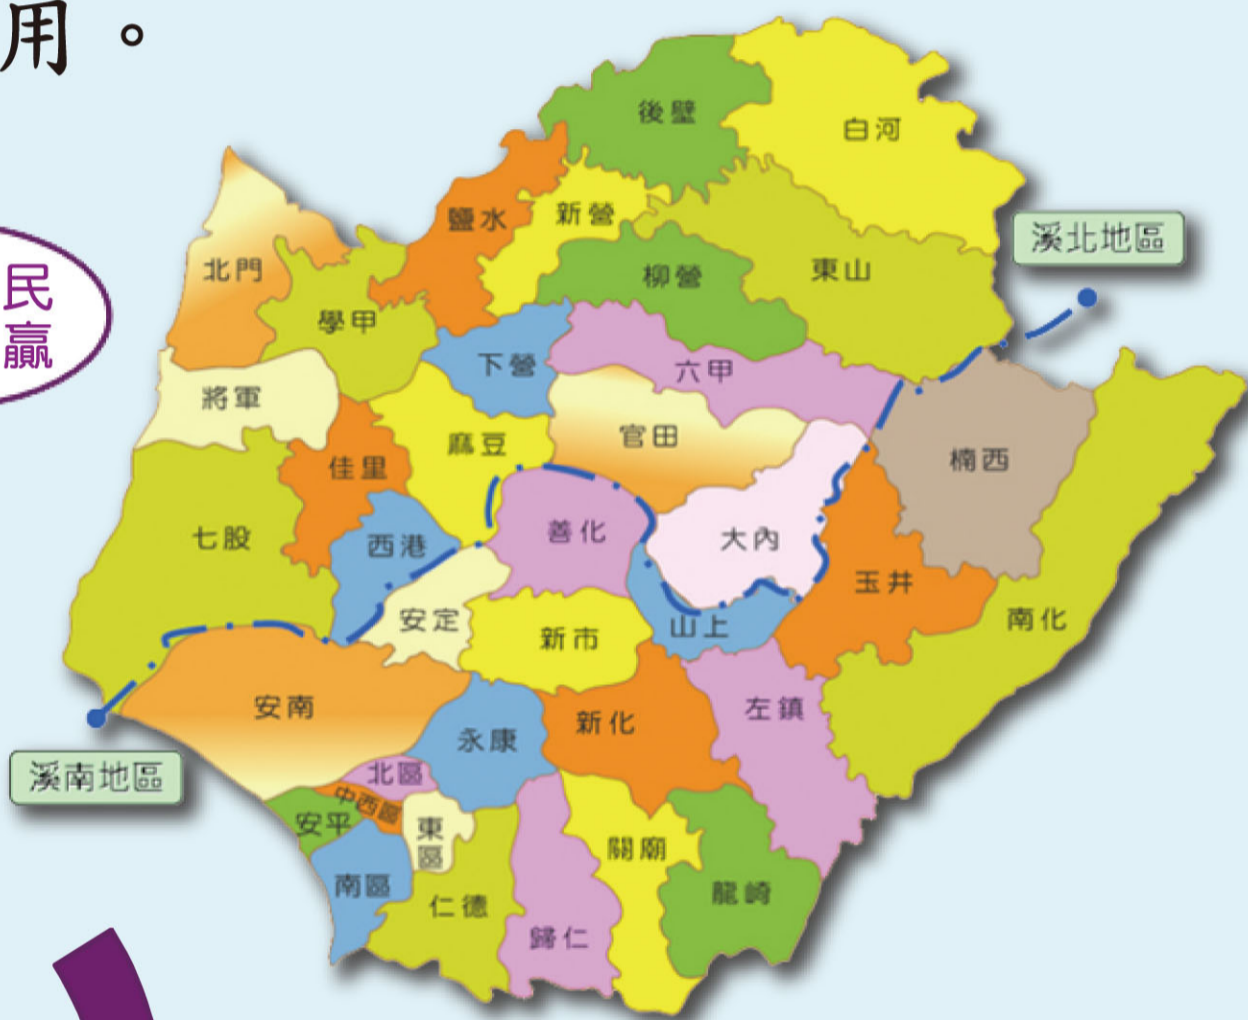 用。
民
贏
後壁
白河
鹽水
新營
溪北地區
北門
柳營
東山
學甲
下營
六甲
將軍
官田
麻豆
楠西
佳里
善化
七股
西港
大內
玉井
安定
新市
山上
南化
安南
左鎮
新化
永康
溪南地區
北區
中西區
安平
東區
關廟
南區
龍崎
仁德
歸仁